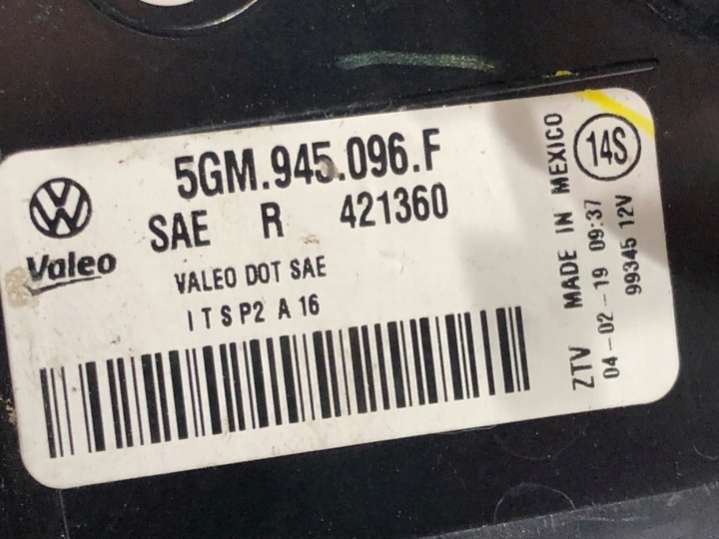 5GM.945.096.F
SAE R 421360
Valeo
VALEO DOT SAE
I T S P2 A 16
ZTV MADE IN MEXICO
04-02-19 09:37
99345 12V
14S